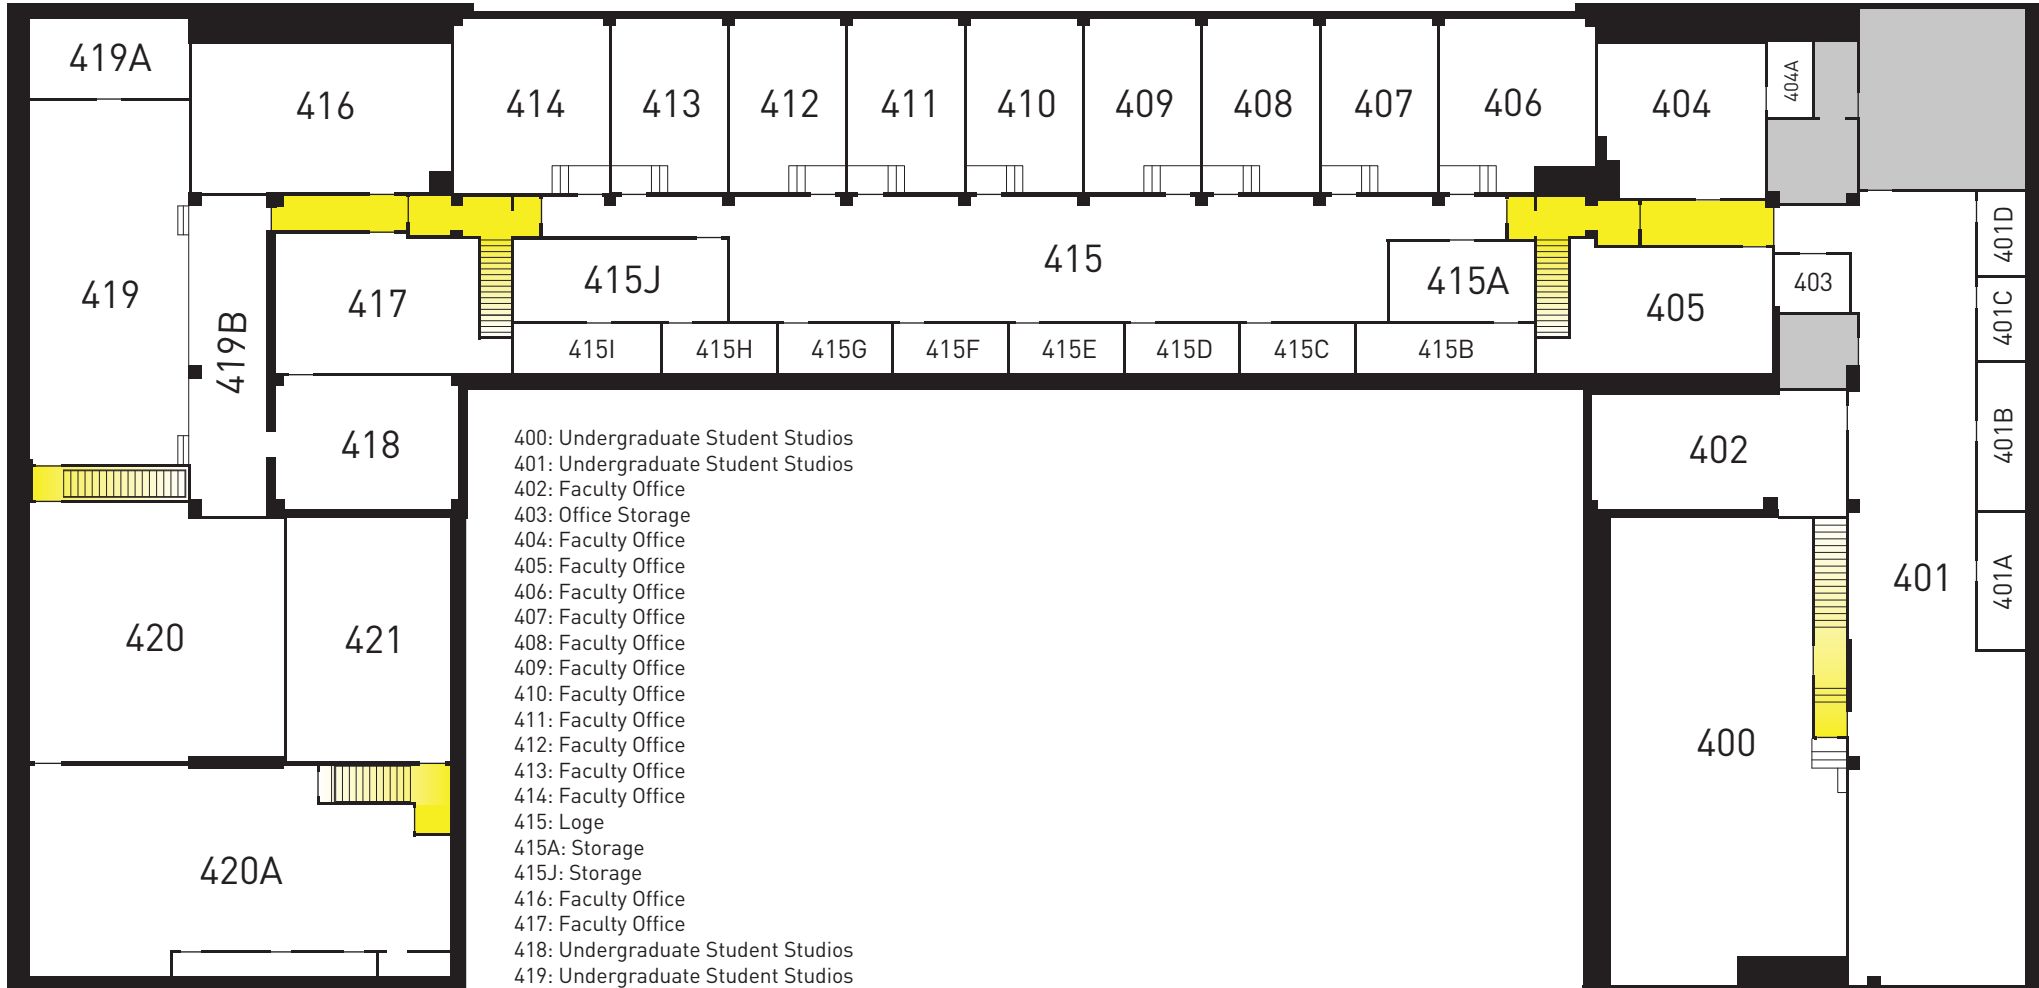 419A
416
414
413
412
411
410
409
408
407
406
404
404A
419
419B
417
415J
415
415A
405
403
401D
401C
415I
415H
415G
415F
415E
415D
415C
415B
418
402
401B
420
421
400
401
401A
420A
400: Undergraduate Student Studios
401: Undergraduate Student Studios
402: Faculty Office
403: Office Storage
404: Faculty Office
405: Faculty Office
406: Faculty Office
407: Faculty Office
408: Faculty Office
409: Faculty Office
410: Faculty Office
411: Faculty Office
412: Faculty Office
413: Faculty Office
414: Faculty Office
415: Loge
415A: Storage
415J: Storage
416: Faculty Office
417: Faculty Office
418: Undergraduate Student Studios
419: Undergraduate Student Studios